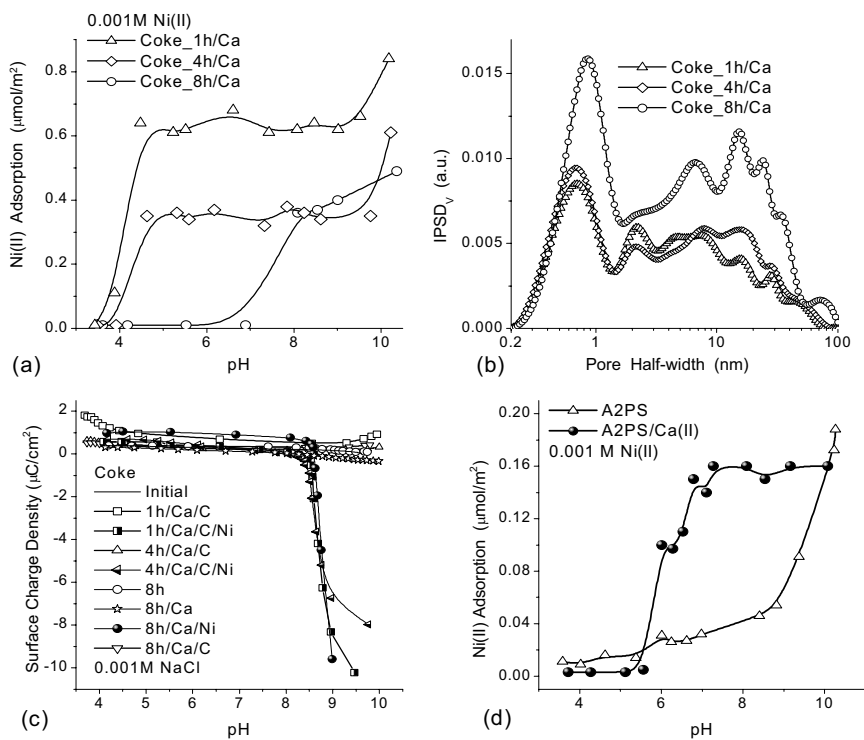 0.001M Ni(II)
Coke_1h/Ca
Coke_4h/Ca
Coke_8h/Ca
Ni(II) Adsorption (μmol/m²)
0.8
0.6
0.4
0.2
0.0
4 6 8 10
pH
(a)
Coke_1h/Ca
Coke_4h/Ca
Coke_8h/Ca
IPSD_V (a.u.)
0.015
0.010
0.005
0.000
0.2 1 10 100
Pore Half-width (nm)
(b)
Surface Charge Density (μC/cm²)
2
0
-2
-4
-6
-8
-10
Coke
Initial
1h/Ca/C
1h/Ca/C/Ni
4h/Ca/C
4h/Ca/C/Ni
8h
8h/Ca
8h/Ca/Ni
8h/Ca/C
0.001M NaCl
4 5 6 7 8 9 10
pH
(c)
A2PS
A2PS/Ca(II)
0.001 M Ni(II)
Ni(II) Adsorption (μmol/m²)
0.20
0.16
0.12
0.08
0.04
0.00
4 6 8 10
pH
(d)